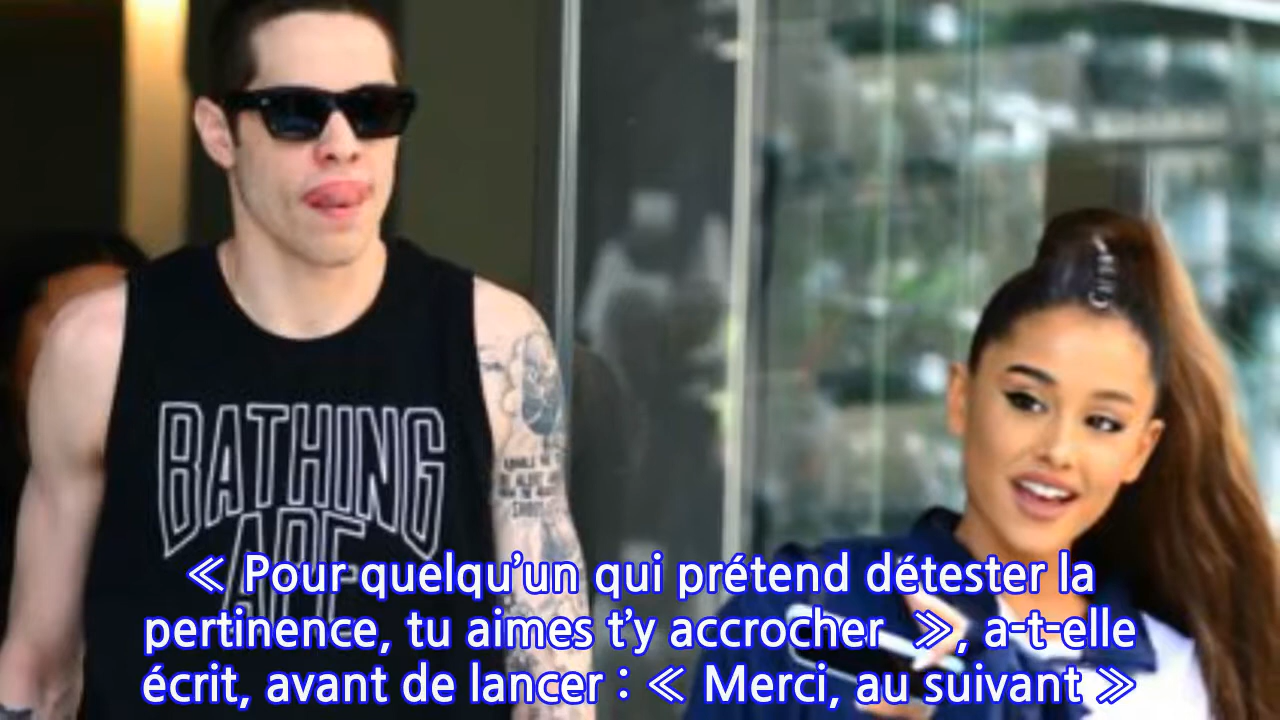 BATHING
APE
« Pour quelqu'un qui prétend détester la
pertinence, tu aimes t'y accrocher », a-t-elle
écrit, avant de lancer : « Merci, au suivant »